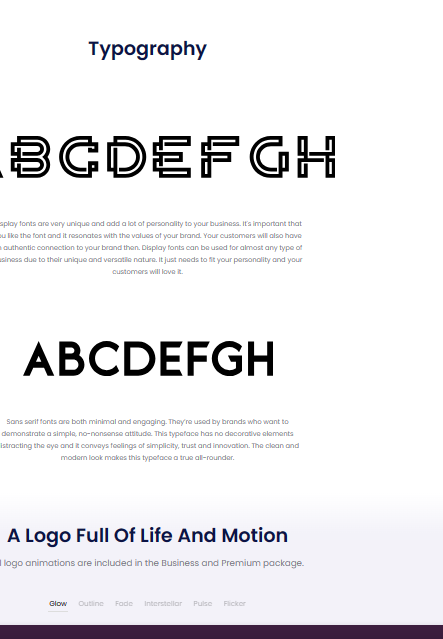 Typography
BCDEFGH
display fonts are very unique and add a lot of personality to your business. It's important that
you like the font and it resonates with the values of your brand. Your customers will also have
authentic connection to your brand then. Display fonts can be used for almost any type of
business due to their unique and versatile nature. It just needs to fit your personality and your
customers will love it.
ABCDEFGH
Sans serif fonts are both minimal and engaging. They're used by brands who want to
demonstrate a simple, no-nonsense attitude. This typeface has no decorative elements
distracting the eye and it conveys feelings of simplicity, trust and innovation. The clean and
modern look makes this typeface a true all-rounder.
A Logo Full Of Life And Motion
logo animations are included in the Business and Premium package.
Glow Outline Fade Interstellar Pulse Flicker